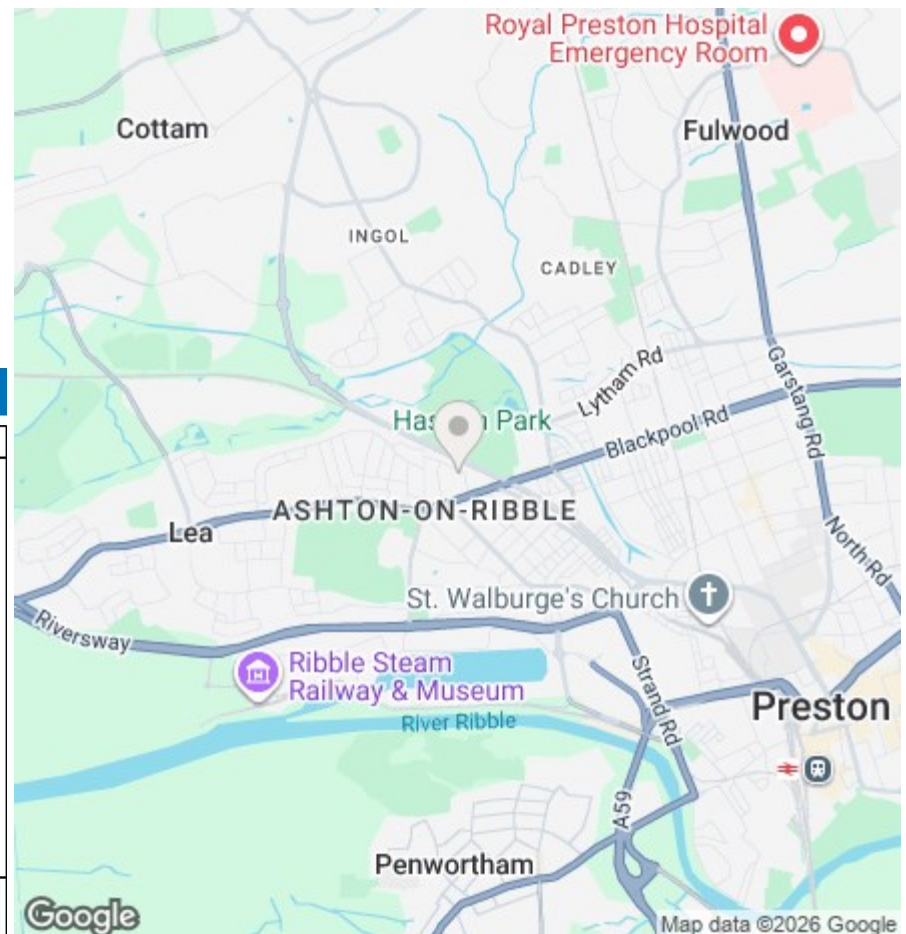 Royal Preston Hospital
Emergency Room
Cottam
Fulwood
INGOL
CADLEY
Lytham Rd
Garstang Rd
Park
Blackpool Rd
ASHTON-ON-RIBBLE
Lea
North Rd
St. Walburge's Church
Riversway
Ribble Steam
Railway & Museum
Strand Rd
River Ribble
Preston
A59
Penwortham
Google
Map data ©2026 Google